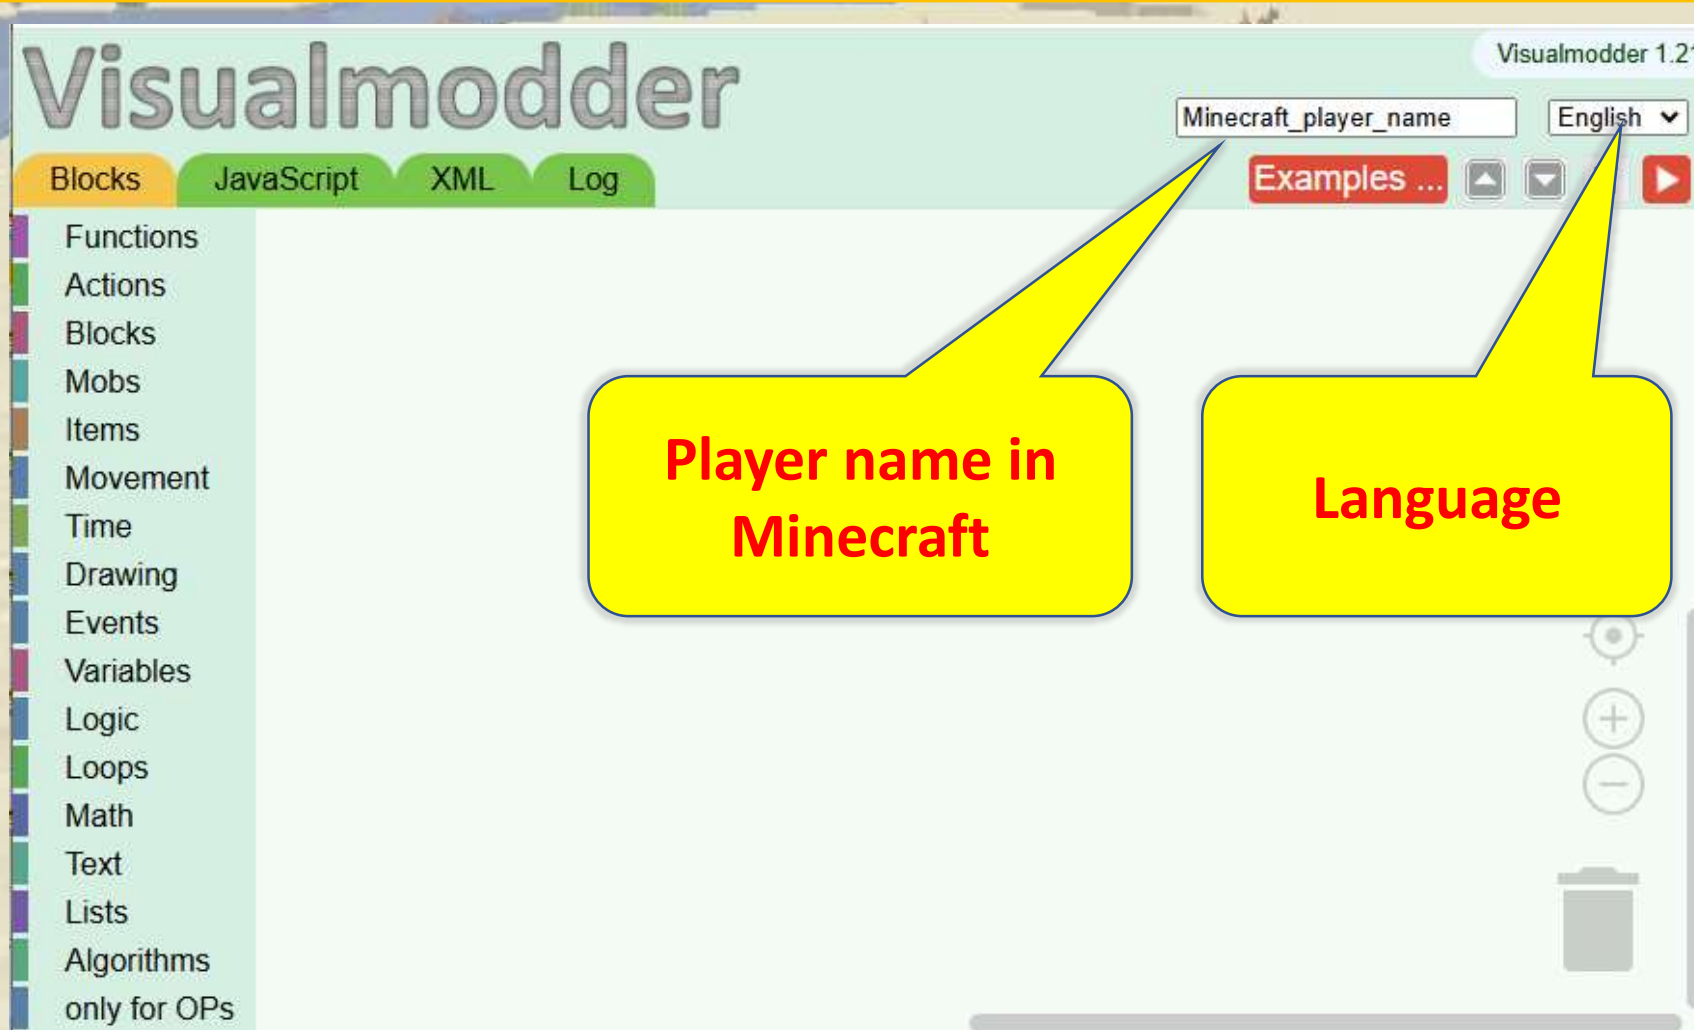 Visualmodder
Visualmodder 1.21
Minecraft_player_name
English
Blocks
JavaScript
XML
Log
Examples ...
Functions
Actions
Blocks
Mobs
Items
Movement
Time
Drawing
Events
Variables
Logic
Loops
Math
Text
Lists
Algorithms
only for OPs
Player name in
Minecraft
Language